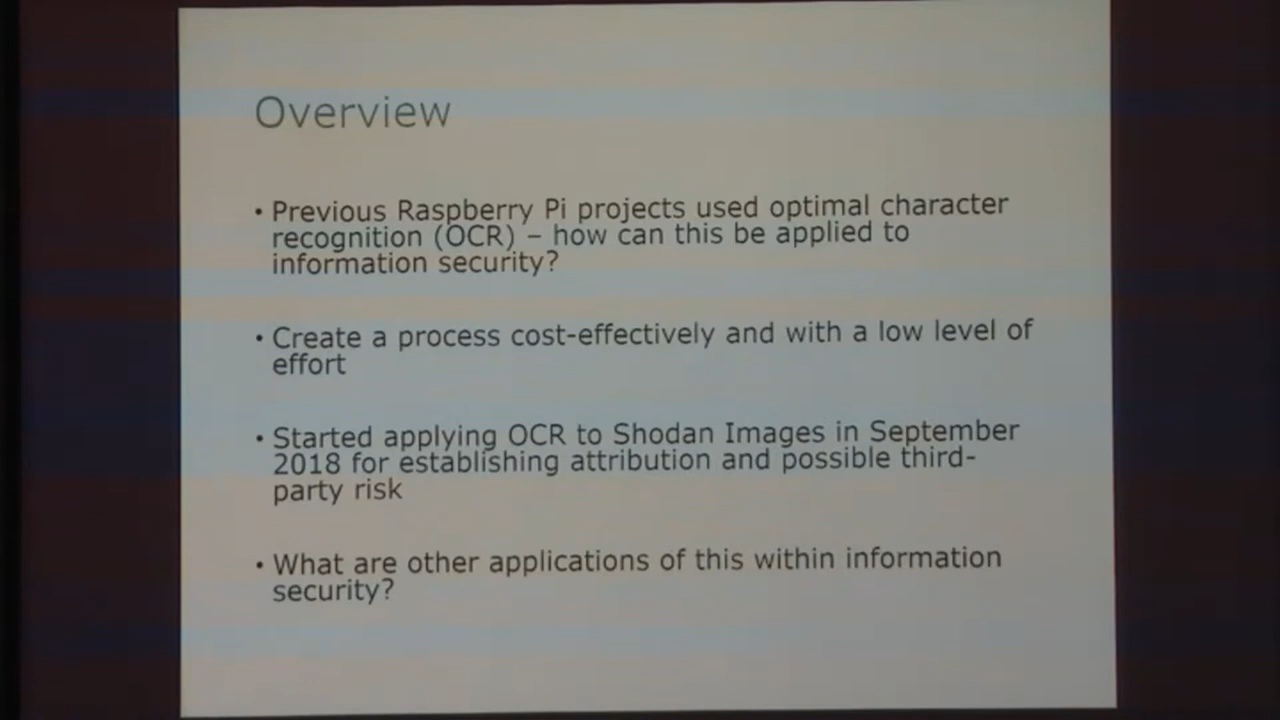 Overview
• Previous Raspberry Pi projects used optimal character
recognition (OCR) – how can this be applied to
information security?
• Create a process cost-effectively and with a low level of
effort
• Started applying OCR to Shodan Images in September
2018 for establishing attribution and possible third-
party risk
• What are other applications of this within information
security?